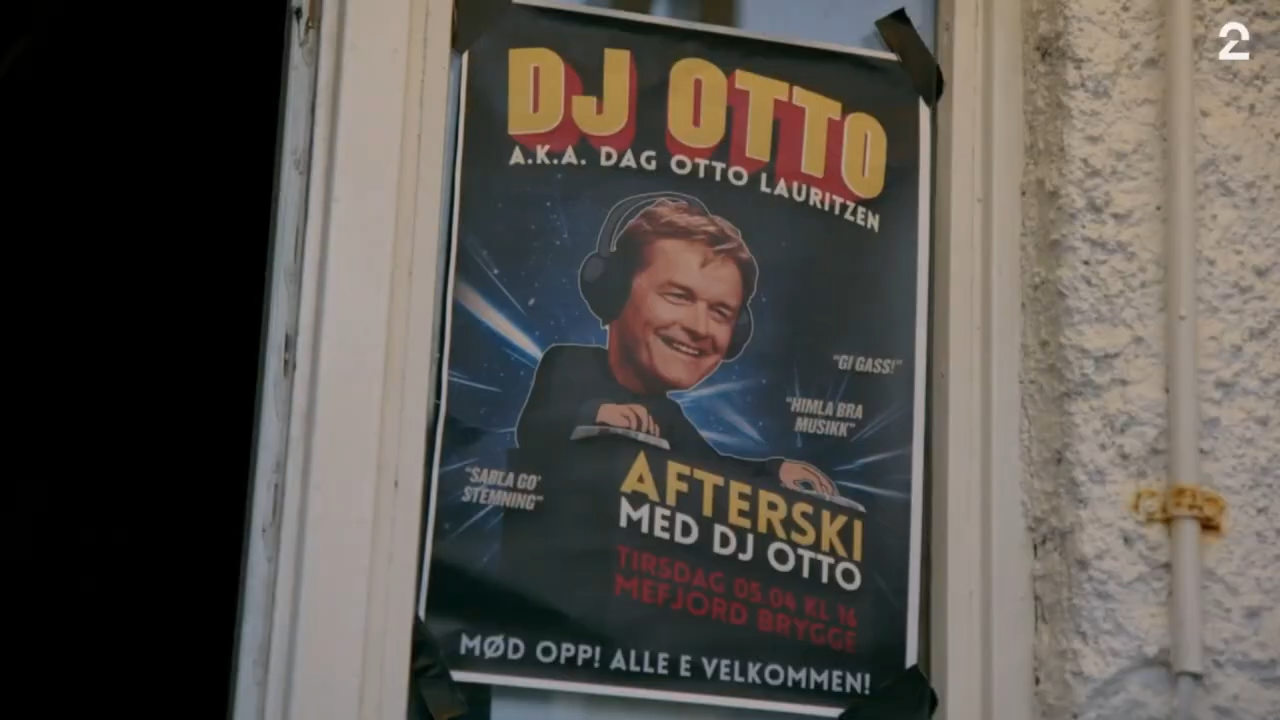 2
DJ OTTO
A.K.A. DAG OTTO LAURITZEN
"GI GASS!"
"HIMLA BRA
MUSIKK"
"SABLA GO'
STEMNING"
AFTERSKI
MED DJ OTTO
TIRSDAG 05.04 KL 16
MEFJORD BRYGGE
MØD OPP! ALLE E VELKOMMEN!